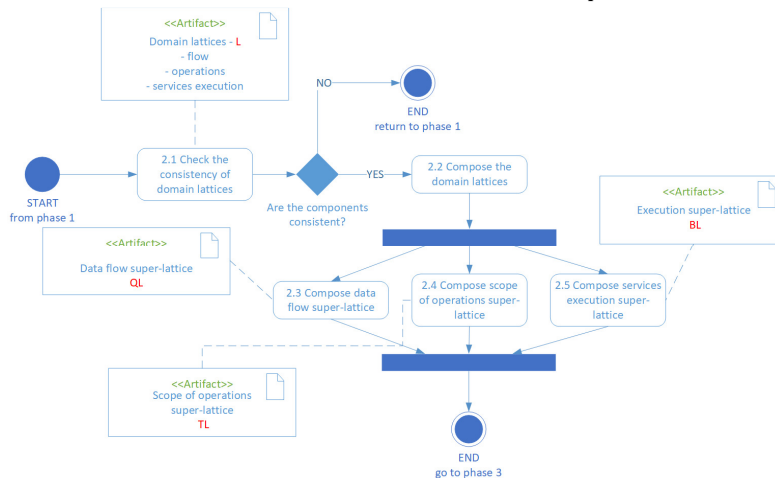 <<Artifact>>
Domain lattices - L
- flow
- operations
- services execution
NO
END
return to phase 1
2.1 Check the
consistency of
domain lattices
YES
2.2 Compose the
domain lattices
START
from phase 1
Are the components
consistent?
<<Artifact>>
Execution super-lattice
BL
<<Artifact>>
Data flow super-lattice
QL
2.3 Compose data
flow super-lattice
2.4 Compose scope
of operations super-
lattice
2.5 Compose services
execution super-
lattice
<<Artifact>>
Scope of operations
super-lattice
TL
END
go to phase 3